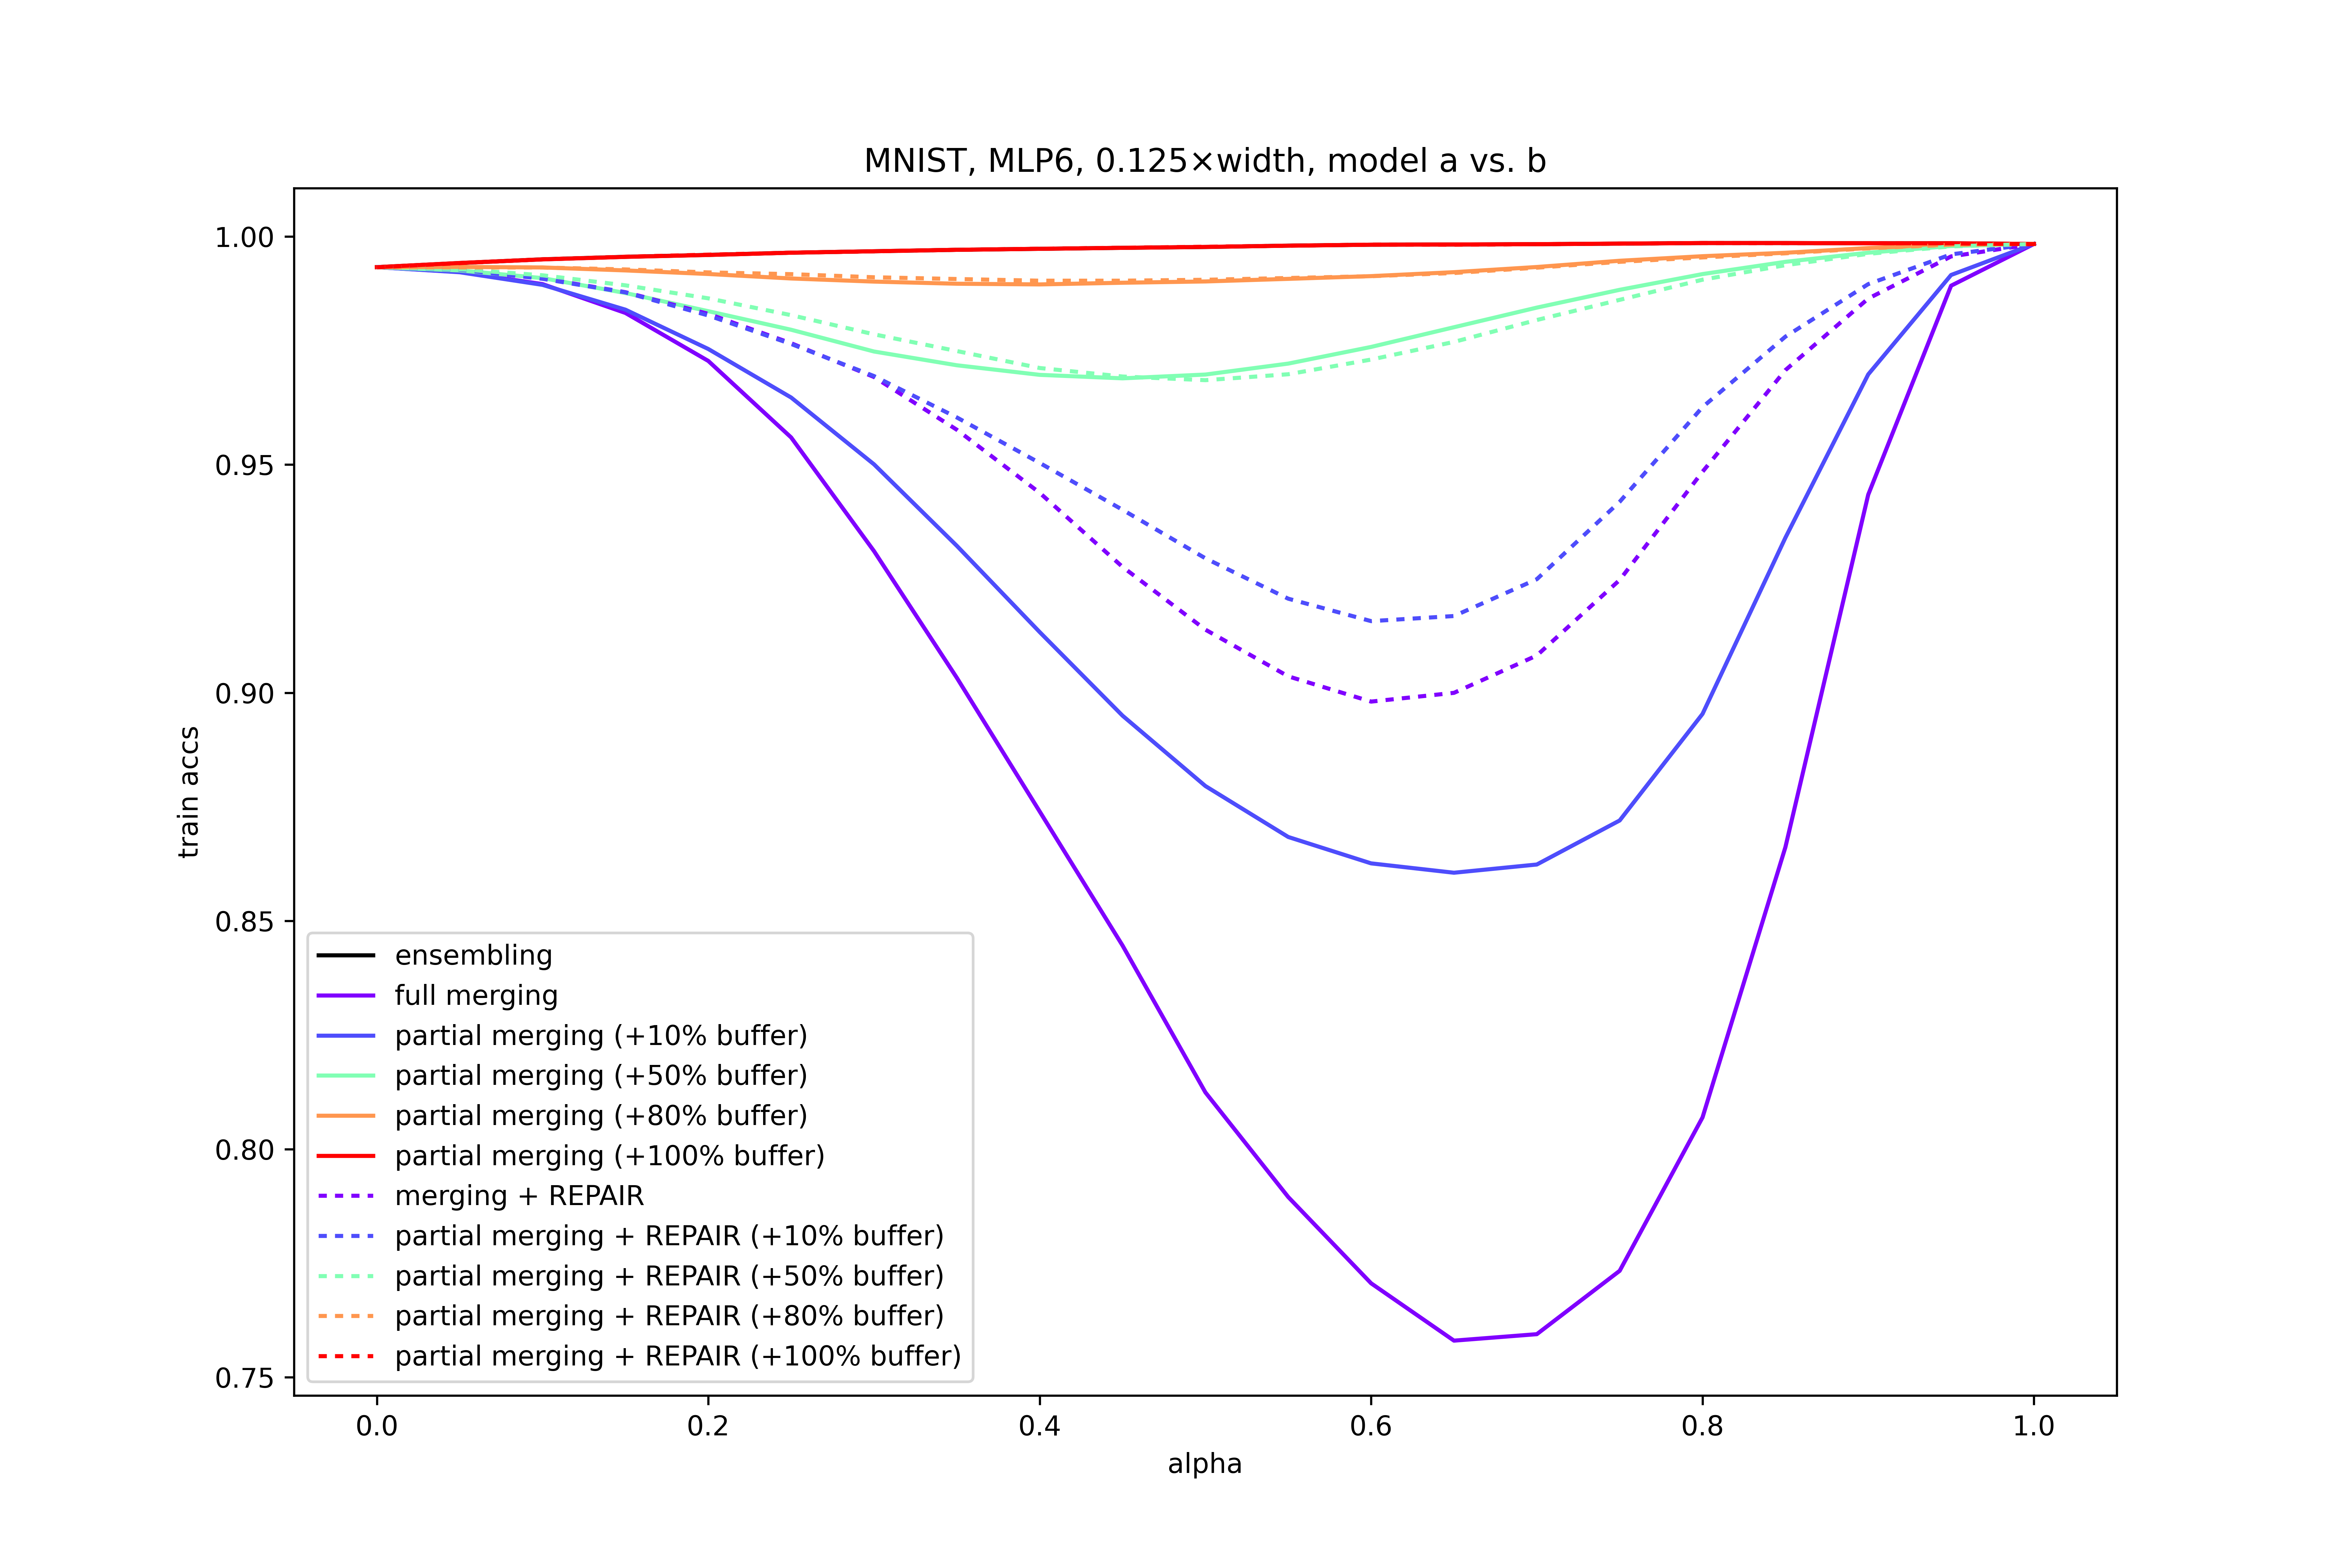 MNIST, MLP6, 0.125×width, model a vs. b
1.00
0.95
0.90
0.85
0.80
0.75
train accs
ensembling
full merging
partial merging (+10% buffer)
partial merging (+50% buffer)
partial merging (+80% buffer)
partial merging (+100% buffer)
merging + REPAIR
partial merging + REPAIR (+10% buffer)
partial merging + REPAIR (+50% buffer)
partial merging + REPAIR (+80% buffer)
partial merging + REPAIR (+100% buffer)
0.0 0.2 0.4 0.6 0.8 1.0
alpha